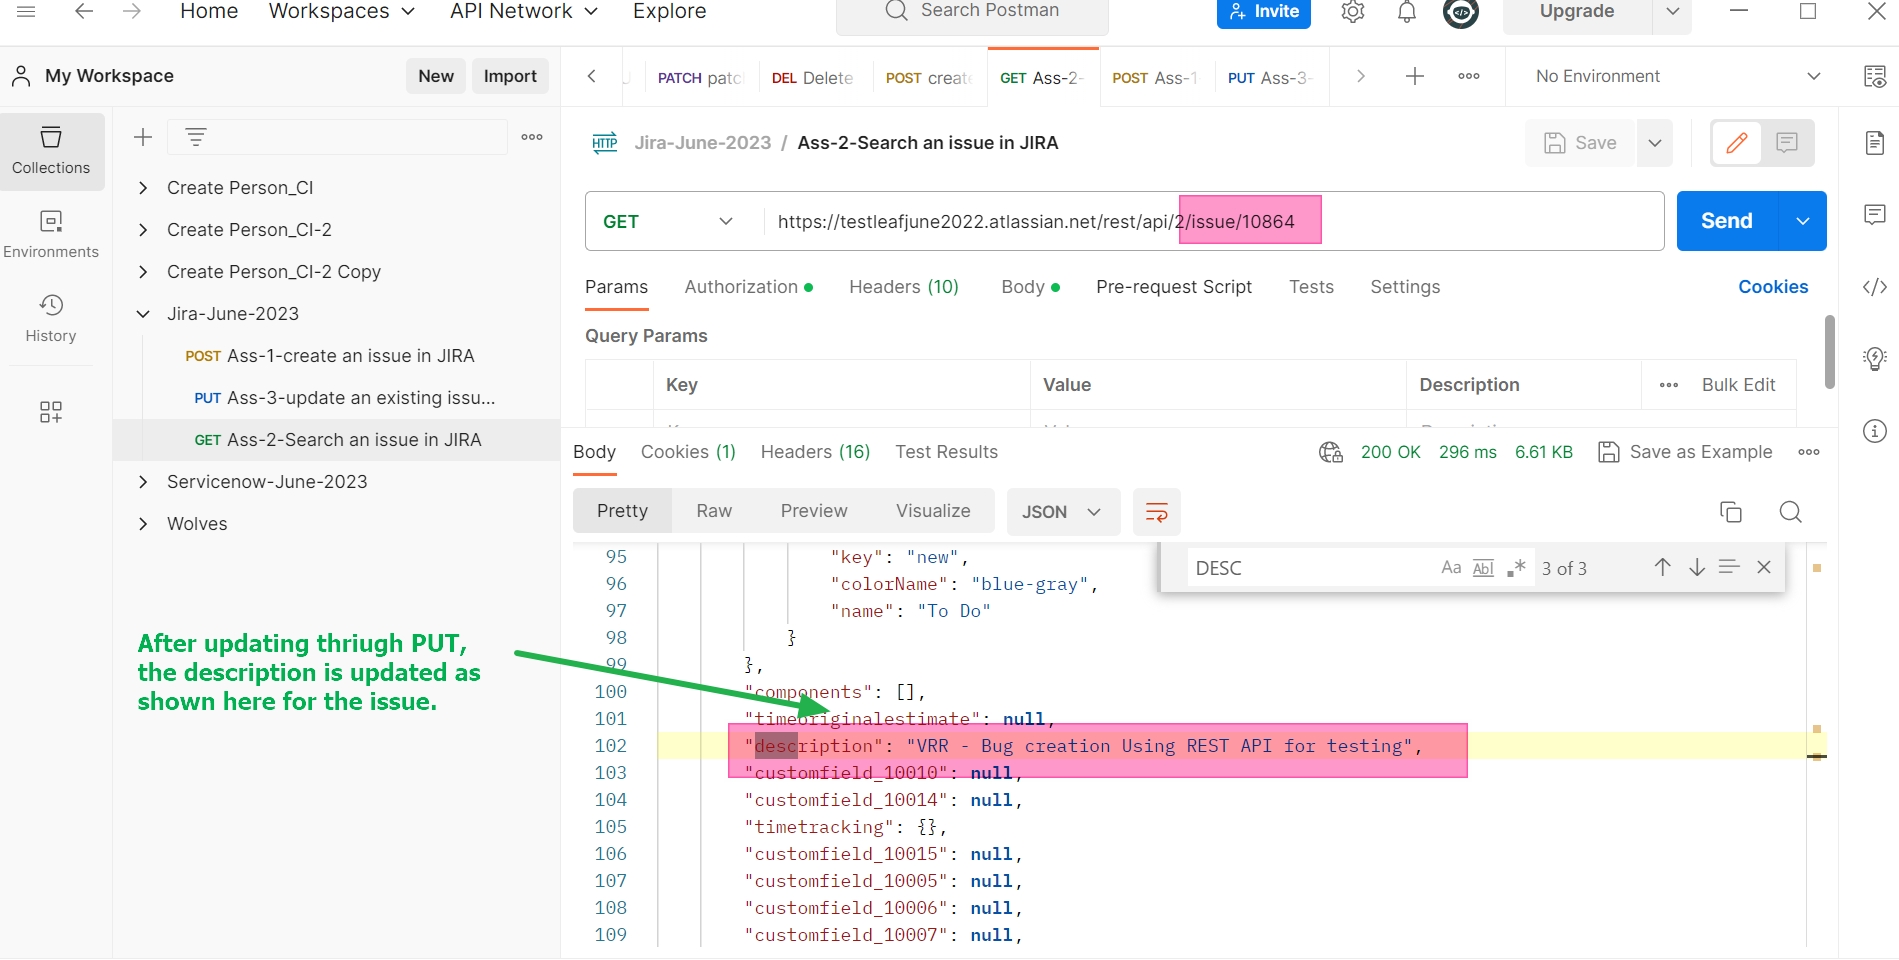 Home Workspaces API Network Explore Search Postman Invite Upgrade
My Workspace New Import PATCH patc DEL Delete POST create GET Ass-2- POST Ass-1 PUT Ass-3- No Environment
Collections
Environments
History
Create Person_CI
Create Person_CI-2
Create Person_CI-2 Copy
Jira-June-2023
POST Ass-1-create an issue in JIRA
PUT Ass-3-update an existing issu...
GET Ass-2-Search an issue in JIRA
Servicenow-June-2023
Wolves
After updating thriugh PUT,
the description is updated as
shown here for the issue.
HTTP Jira-June-2023 / Ass-2-Search an issue in JIRA Save
GET https://testleafjune2022.atlassian.net/rest/api/2/issue/10864 Send
Params Authorization Headers (10) Body Pre-request Script Tests Settings Cookies
Query Params
Key Value Description Bulk Edit
Body Cookies (1) Headers (16) Test Results 200 OK 296 ms 6.61 KB Save as Example
Pretty Raw Preview Visualize JSON
DESC Aa Abl .* 3 of 3
95 "key": "new",
96 "colorName": "blue-gray",
97 "name": "To Do"
98 }
99 },
100 "components": [],
101 "timeoriginalestimate": null,
102 "description": "VRR - Bug creation Using REST API for testing",
103 "customfield_10010": null,
104 "customfield_10014": null,
105 "timetracking": {},
106 "customfield_10015": null,
107 "customfield_10005": null,
108 "customfield_10006": null,
109 "customfield_10007": null,